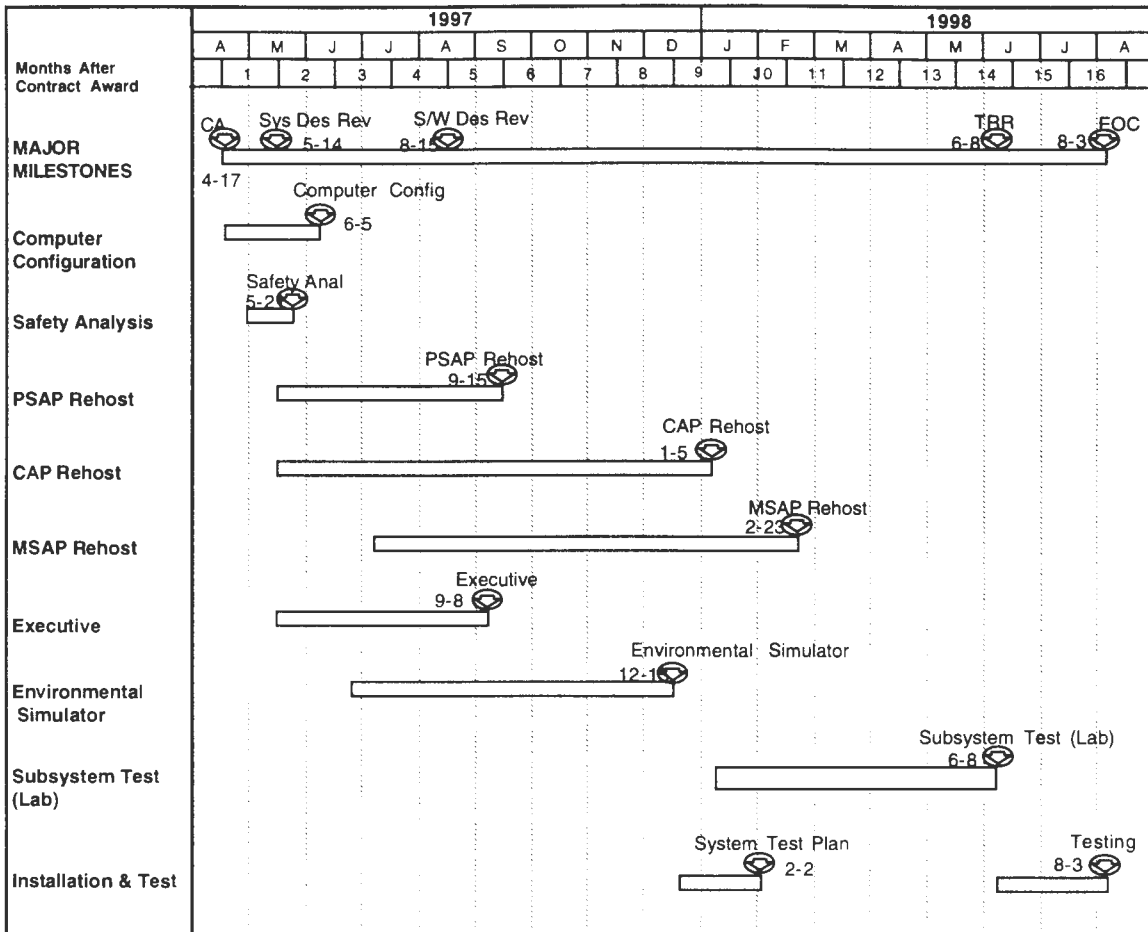 1997 1998
A M J J A S O N D J F M A M J J A
Months After
Contract Award
1 2 3 4 5 6 7 8 9 10 11 12 13 14 15 16
CA Sys Des Rev S/W Des Rev TRR EOC
5-14 8-15 6-8 8-3
MAJOR
MILESTONES
4-17
Computer Config
6-5
Computer
Configuration
Safety Anal
Safety Analysis
PSAP Rehost
9-15
PSAP Rehost
CAP Rehost
1-5
CAP Rehost
MSAP Rehost
2-23
MSAP Rehost
Executive
9-8
Executive
Environmental Simulator
Environmental
Simulator
Subsystem Test (Lab)
6-8
Subsystem Test
(Lab)
System Test Plan Testing
2-2 8-3
Installation & Test